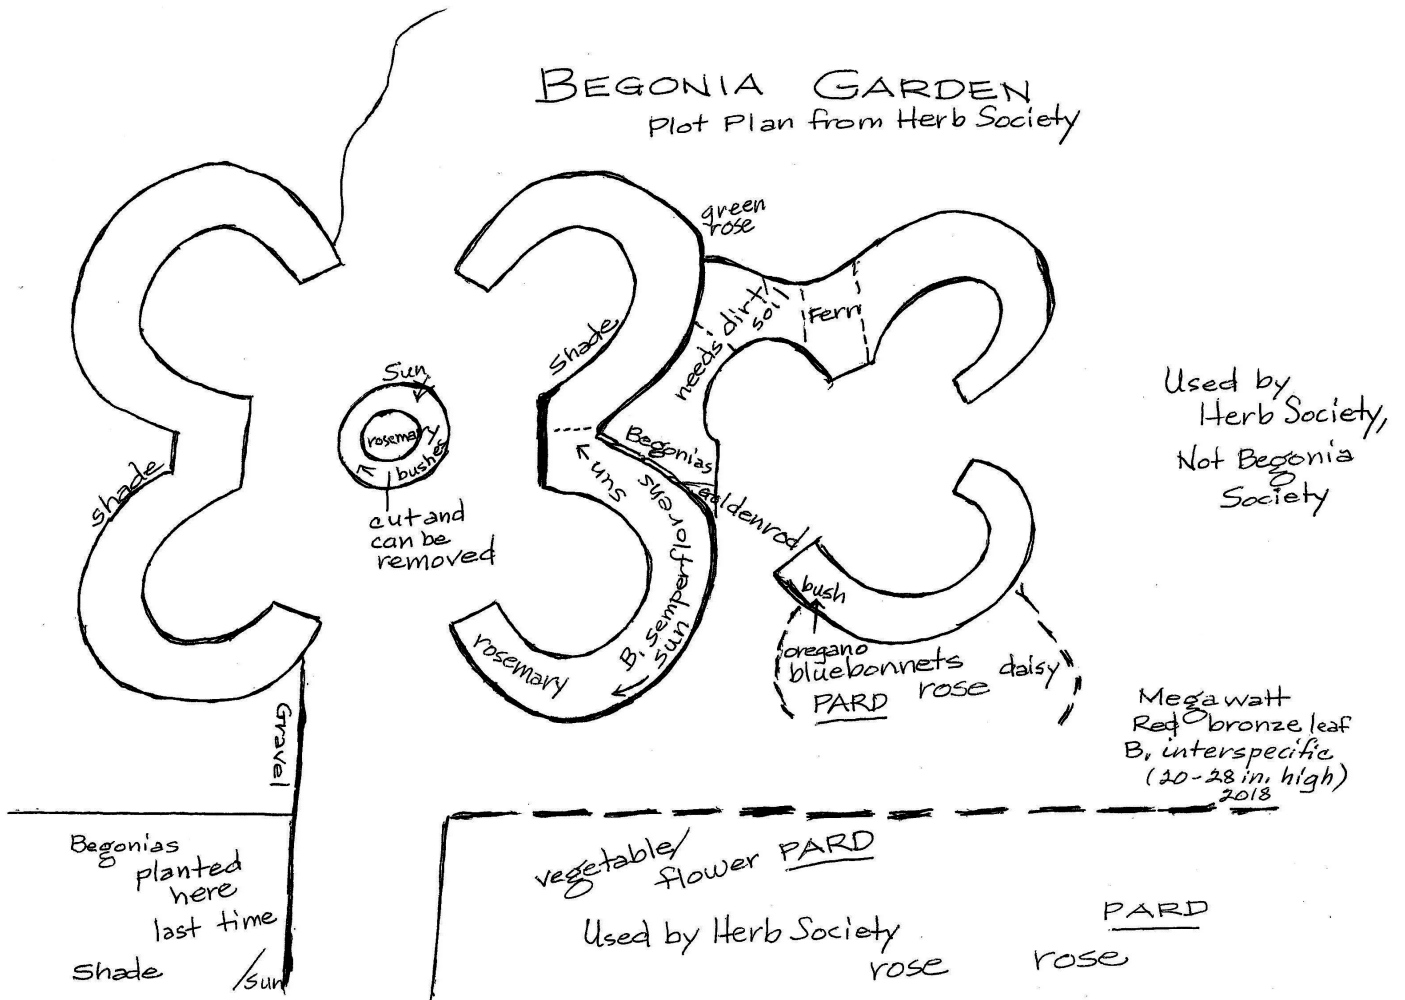 BEGONIA GARDEN
Plot Plan from Herb Society
green
rose
needs dirt/
soil
Fern
Shade
Sun
rosemary
bushes
cut and
can be
removed
shade
Begonias
Goldenrod
sun
B. semperflorens
sun
rosemary
bush
oregano
bluebonnets
rose
daisy
PARD
Used by
Herb Society,
Not Begonia
Society
Megawatt
Red bronze leaf
B. interspecific
(20-28 in. high)
2018
Gravel
Begonias
planted
here
last time
Shade /Sun
vegetable/
flower PARD
Used by Herb Society
rose
rose
PARD